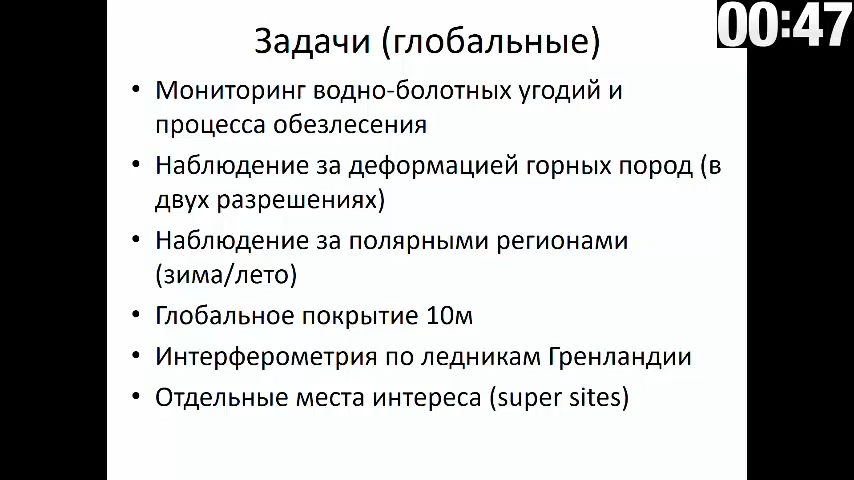 00:47
Задачи (глобальные)
• Мониторинг водно-болотных угодий и
процесса обезлесения
• Наблюдение за деформацией горных пород (в
двух разрешениях)
• Наблюдение за полярными регионами
(зима/лето)
• Глобальное покрытие 10м
• Интерферометрия по ледникам Гренландии
• Отдельные места интереса (super sites)